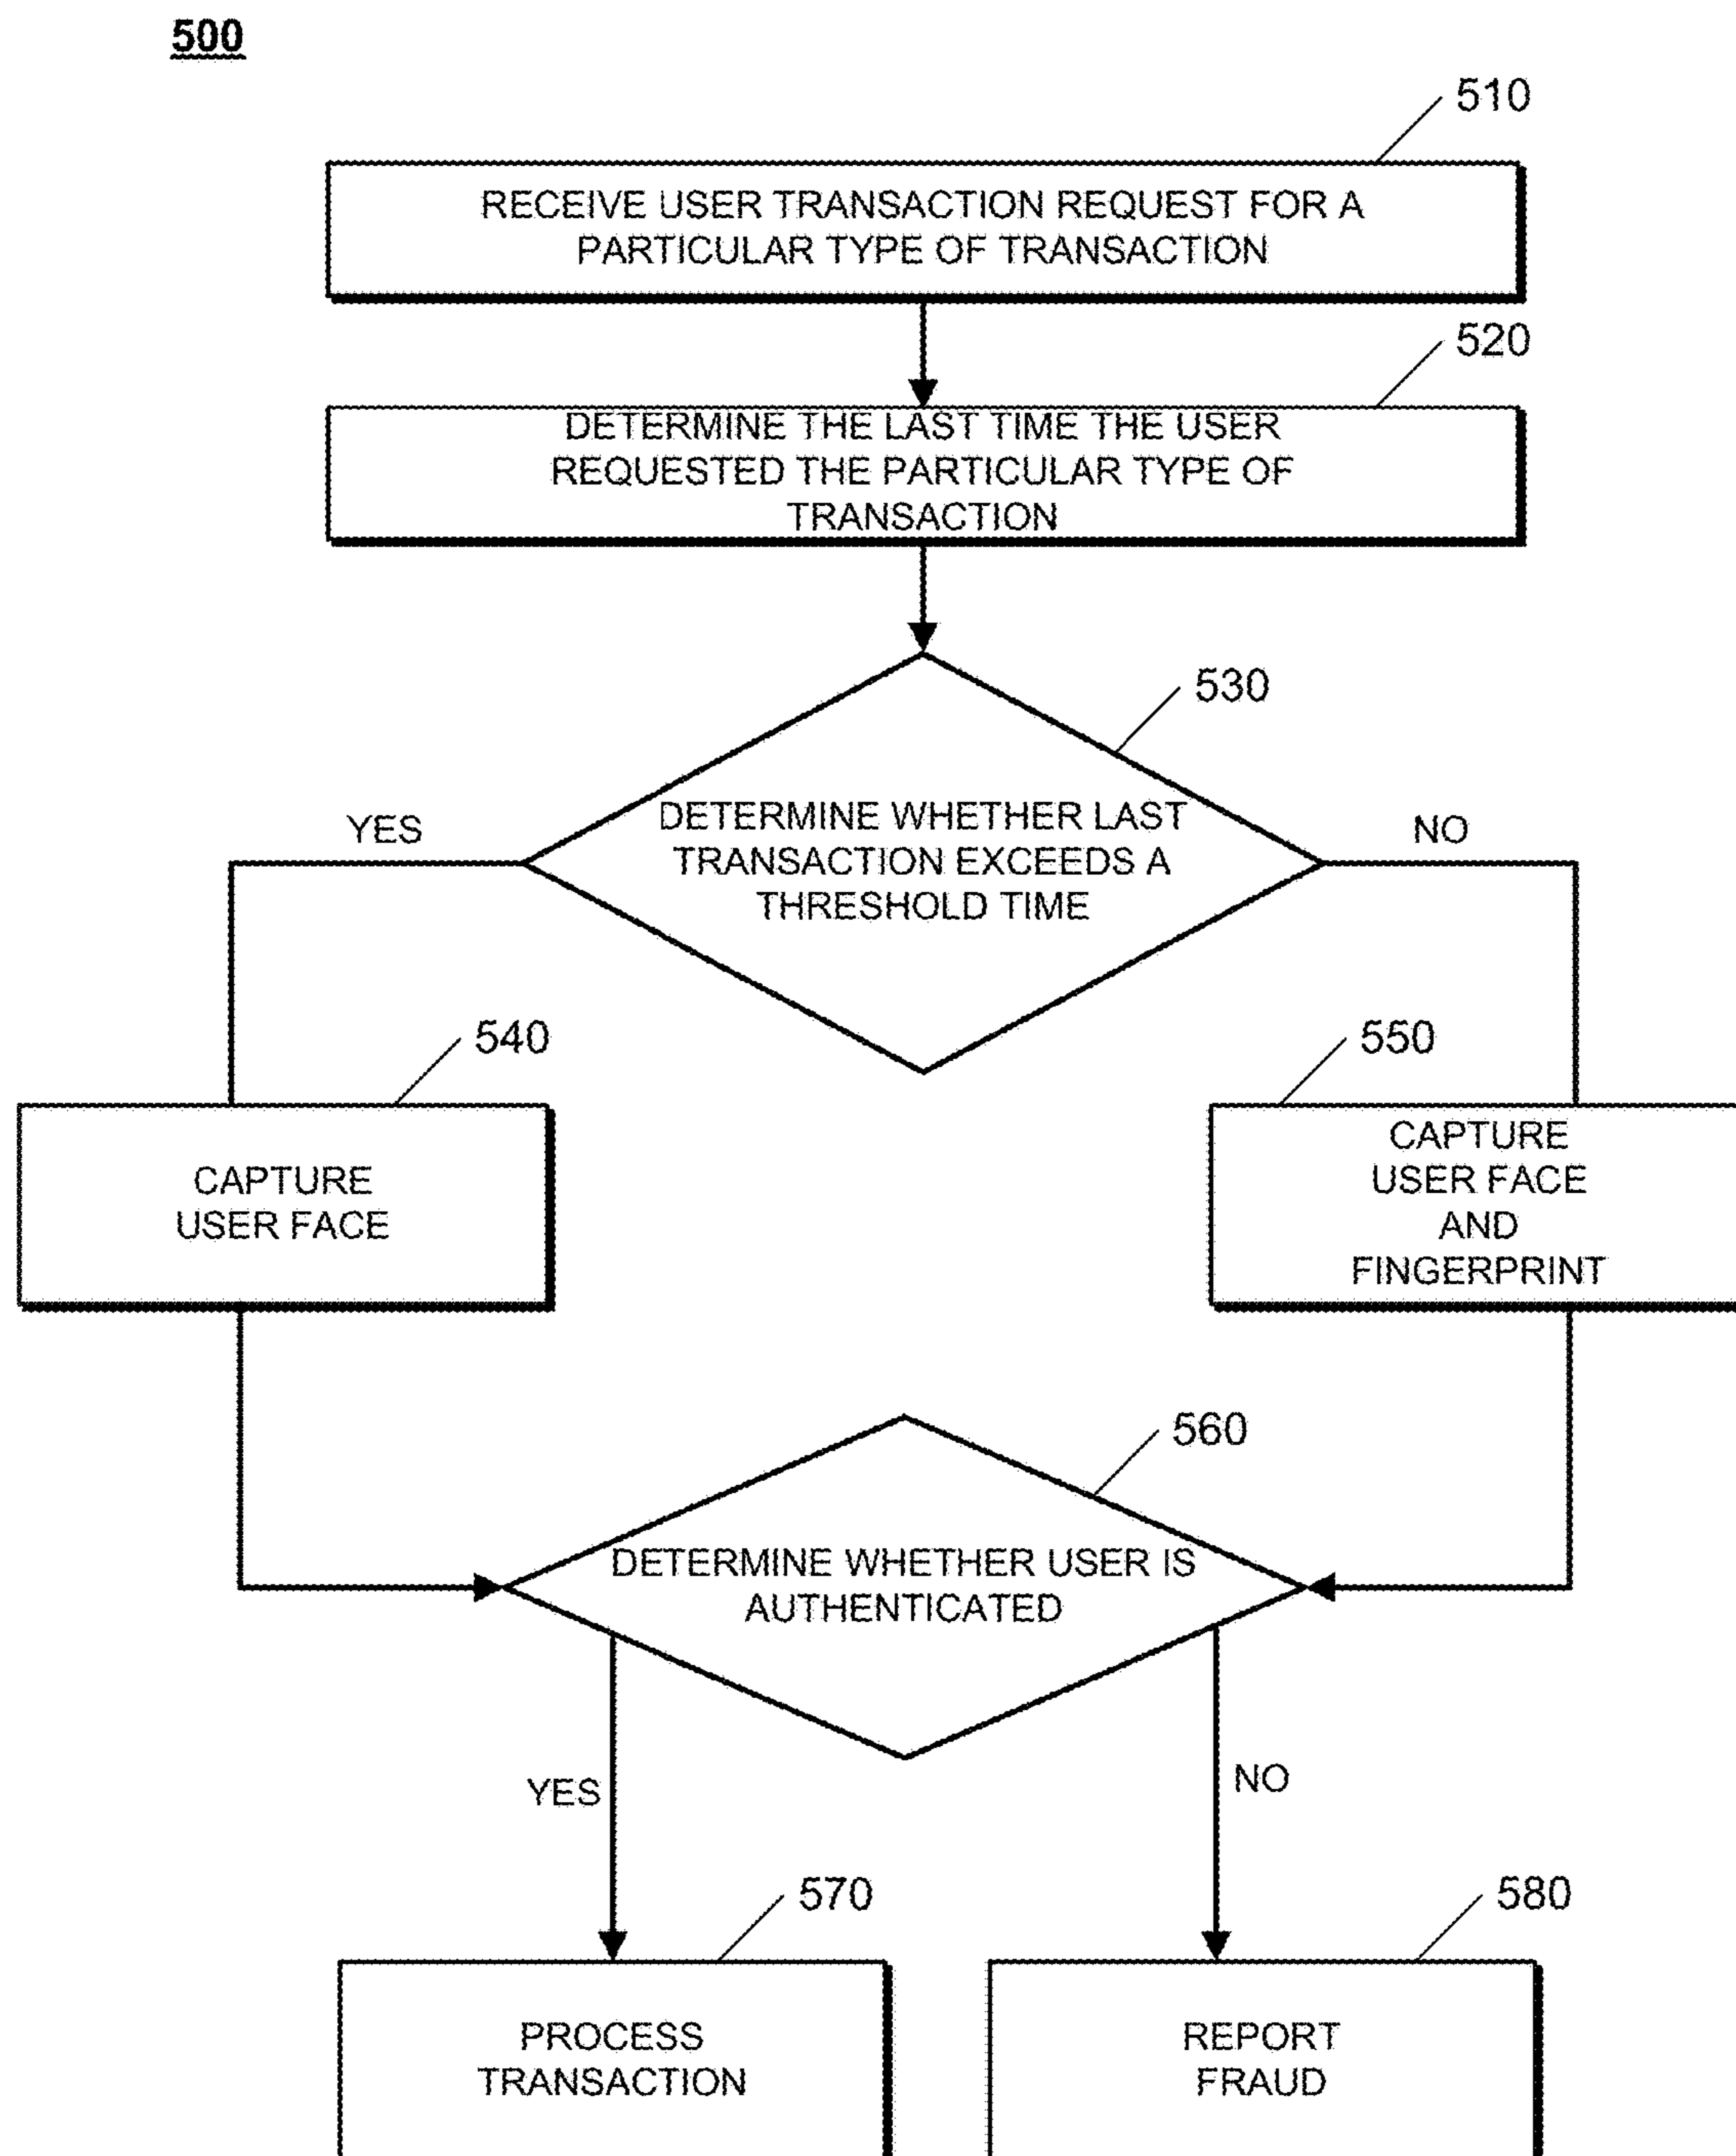 500
510
RECEIVE USER TRANSACTION REQUEST FOR A
PARTICULAR TYPE OF TRANSACTION
520
DETERMINE THE LAST TIME THE USER
REQUESTED THE PARTICULAR TYPE OF
TRANSACTION
530
DETERMINE WHETHER LAST
TRANSACTION EXCEEDS A
THRESHOLD TIME
YES
NO
540
CAPTURE
USER FACE
550
CAPTURE
USER FACE
AND
FINGERPRINT
560
DETERMINE WHETHER USER IS
AUTHENTICATED
YES
NO
570
PROCESS
TRANSACTION
580
REPORT
FRAUD